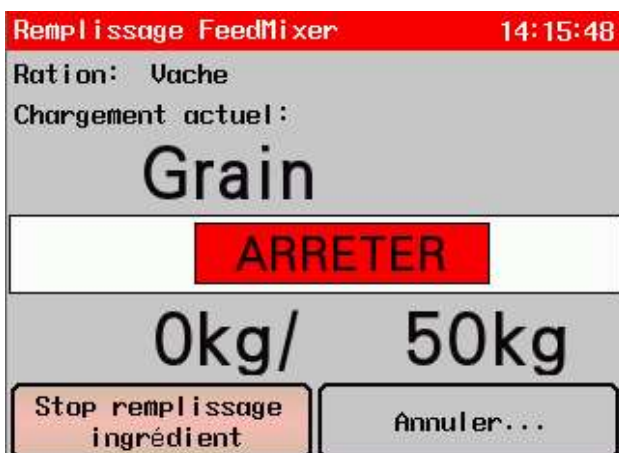 Remplissage FeedMixer 14:15:48
Ration: Vache
Chargement actuel:
Grain
ARRETER
0kg/ 50kg
Stop remplissage
ingrédient
Annuler...